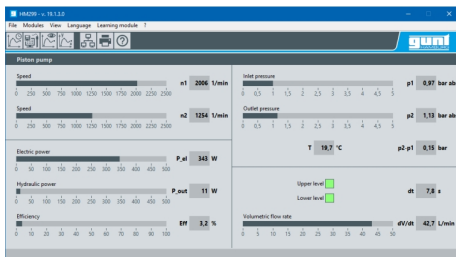 HM299 - v. 19.1.3.0
File Modules View Language Learning module ?
gunt
Piston pump
Speed
n1 2006 1/min
0 250 500 750 1000 1250 1500 1750 2000 2250 2500
Speed
n2 1254 1/min
0 250 500 750 1000 1250 1500 1750 2000 2250 2500
Electric power
P_el 343 W
0 50 100 150 200 250 300 350 400 450 500
Hydraulic power
P_out 11 W
0 50 100 150 200 250 300 350 400 450 500
Efficiency
Eff 3,2 %
0 10 20 30 40 50 60 70 80 90 100
Inlet pressure
p1 0,97 bar ab
0 0,5 1 1,5 2 2,5 3 3,5 4 4,5 5
Outlet pressure
p2 1,13 bar ab
0 0,5 1 1,5 2 2,5 3 3,5 4 4,5 5
T 19,7 °C
p2-p1 0,15 bar
Upper level
Lower level
dt 7,8 s
Volumetric flow rate
dV/dt 42,7 L/min
0 5 10 15 20 25 30 35 40 45 50